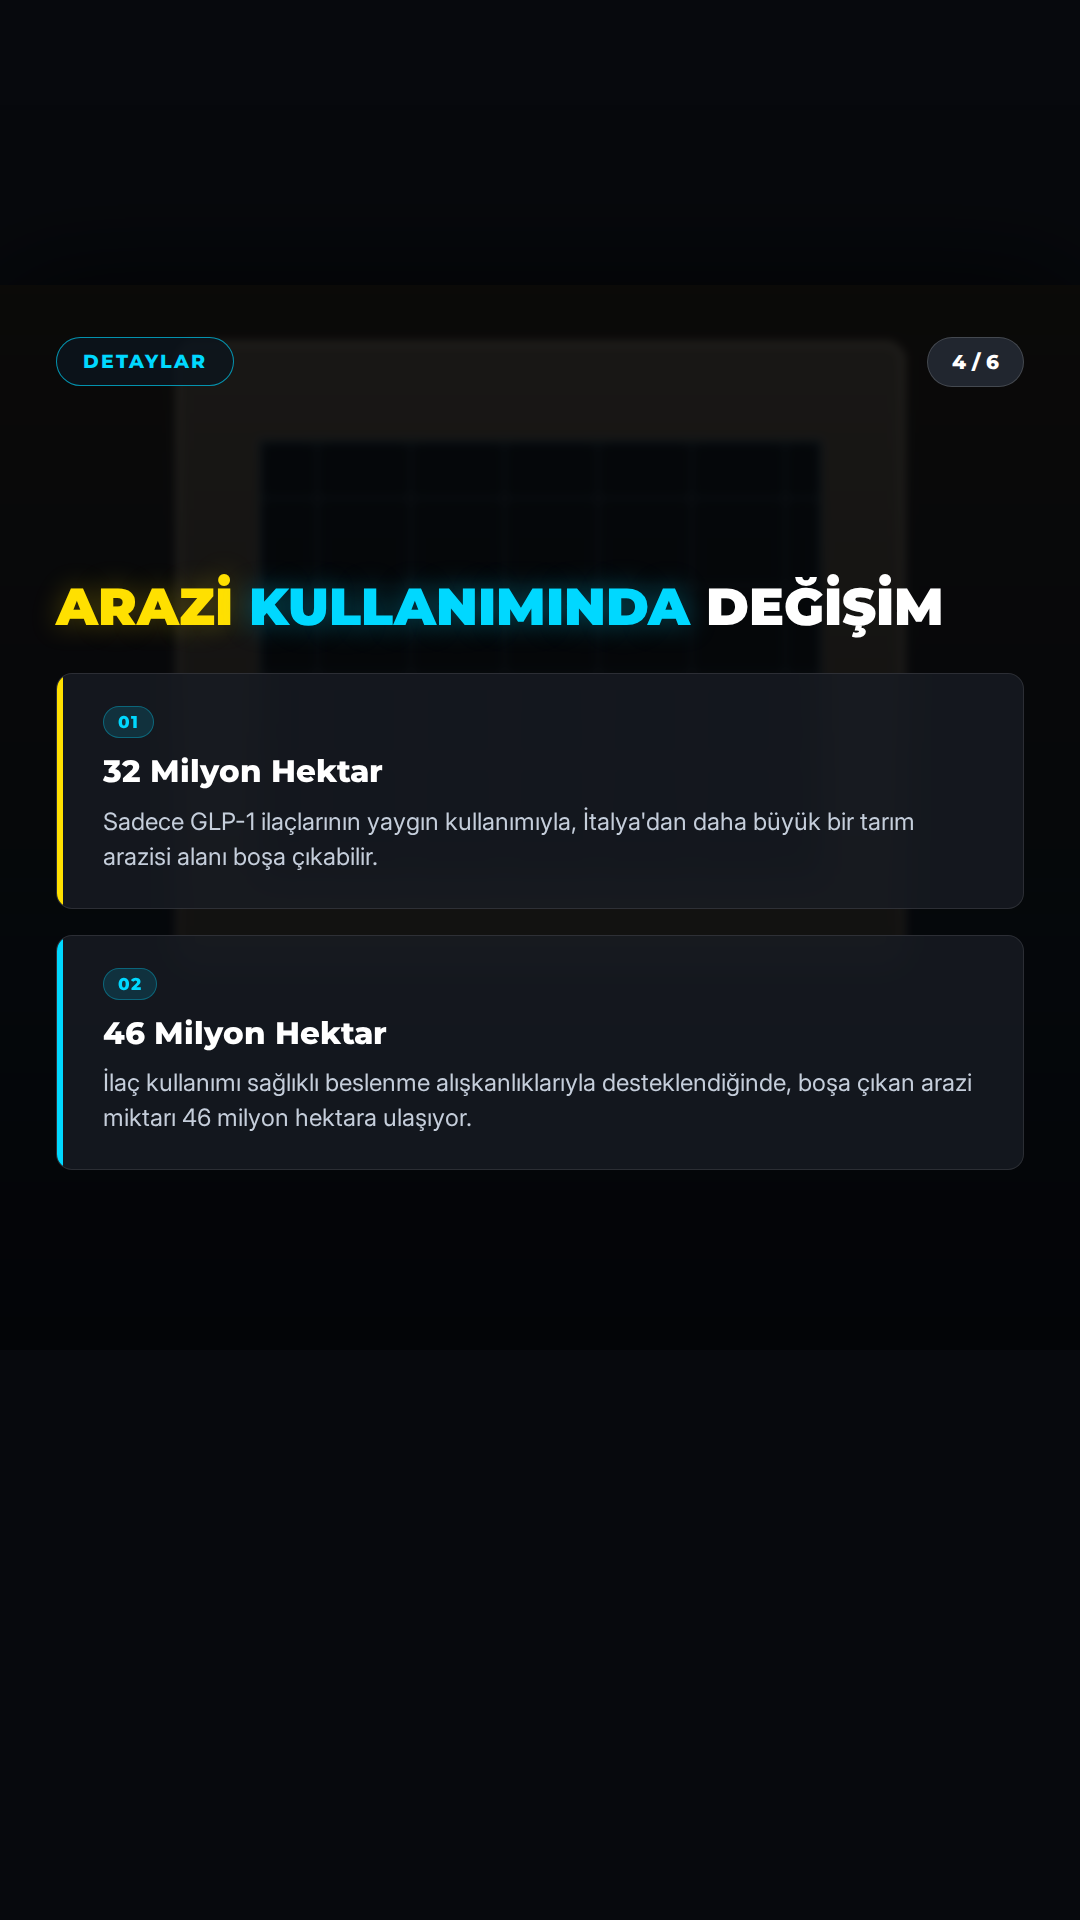 DETAYLAR
4 / 6
ARAZİ KULLANIMINDA DEĞİŞİM
01
32 Milyon Hektar
Sadece GLP-1 ilaçlarının yaygın kullanımıyla, İtalya'dan daha büyük bir tarım
arazisi alanı boşa çıkabilir.
02
46 Milyon Hektar
İlaç kullanımı sağlıklı beslenme alışkanlıklarıyla desteklendiğinde, boşa çıkan arazi
miktarı 46 milyon hektara ulaşıyor.